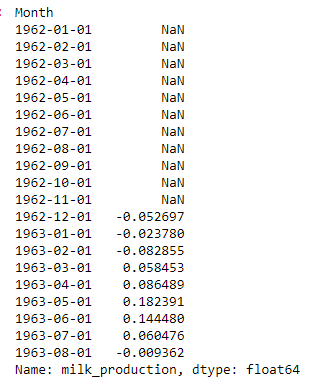 Month
1962-01-01 NaN
1962-02-01 NaN
1962-03-01 NaN
1962-04-01 NaN
1962-05-01 NaN
1962-06-01 NaN
1962-07-01 NaN
1962-08-01 NaN
1962-09-01 NaN
1962-10-01 NaN
1962-11-01 NaN
1962-12-01 -0.052697
1963-01-01 -0.023780
1963-02-01 -0.082855
1963-03-01 0.058453
1963-04-01 0.086489
1963-05-01 0.182391
1963-06-01 0.144480
1963-07-01 0.060476
1963-08-01 -0.009362
Name: milk_production, dtype: float64